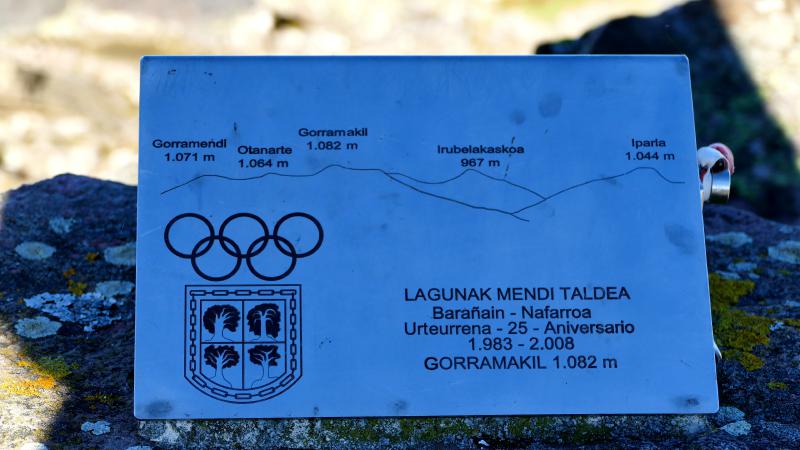 Gorramendi
1.071 m
Otanarte
1.064 m
Gorramakil
1.082 m
Irubelakaskoa
967 m
Iparla
1.044 m
LAGUNAK MENDI TALDEA
Barañain - Nafarroa
Urteurrena - 25 - Aniversario
1.983 - 2.008
GORRAMAKIL 1.082 m